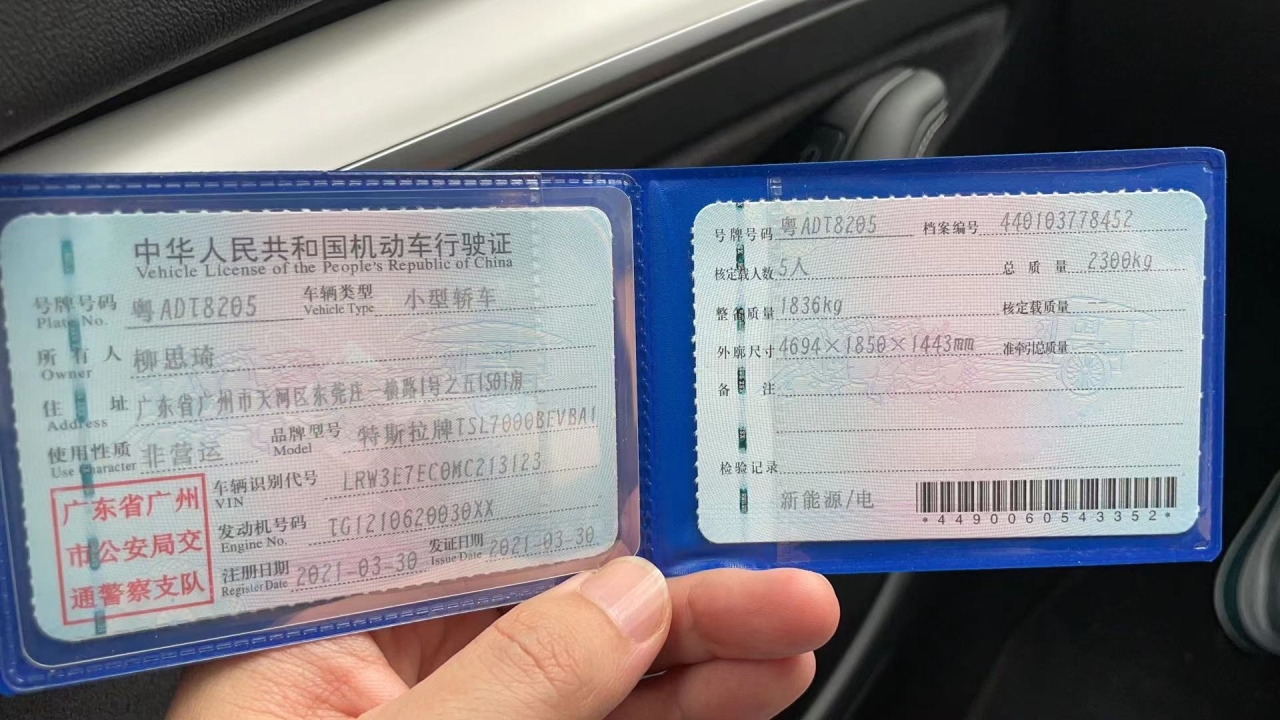 中华人民共和国机动车行驶证
Vehicle License of the People's Republic of China
号牌号码 粤ADT8205 车辆类型 小型轿车
Plate No. Vehicle Type
所有人 柳思琦
Owner
住址 广东省广州市天河区东莞庄一横路1号之五1501房
Address
使用性质 非营运 品牌型号 特斯拉牌TSL7000BEVBA1
Use Character Model
车辆识别代号 LRW3E7EC0MC213123
VIN
发动机号码 TG1210620030XX
Engine No.
注册日期 2021-03-30 发证日期 2021-03-30
Register Date Issue Date
广东省广州
市公安局交
通警察支队
号牌号码 粤ADT8205 档案编号 440103778452
核定载人数 5人 总质量 2300kg
整备质量 1836kg 核定载质量 --
外廓尺寸 4694×1850×1443mm 准牵引总质量
备注
检验记录
新能源/电
*4490060543352*